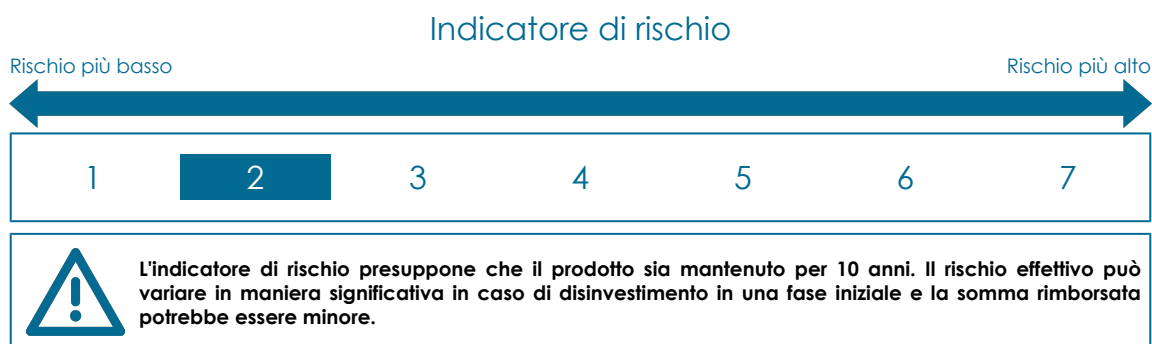 Indicatore di rischio
Rischio più basso
Rischio più alto
1 2 3 4 5 6 7
L'indicatore di rischio presuppone che il prodotto sia mantenuto per 10 anni. Il rischio effettivo può
variare in maniera significativa in caso di disinvestimento in una fase iniziale e la somma rimborsata
potrebbe essere minore.